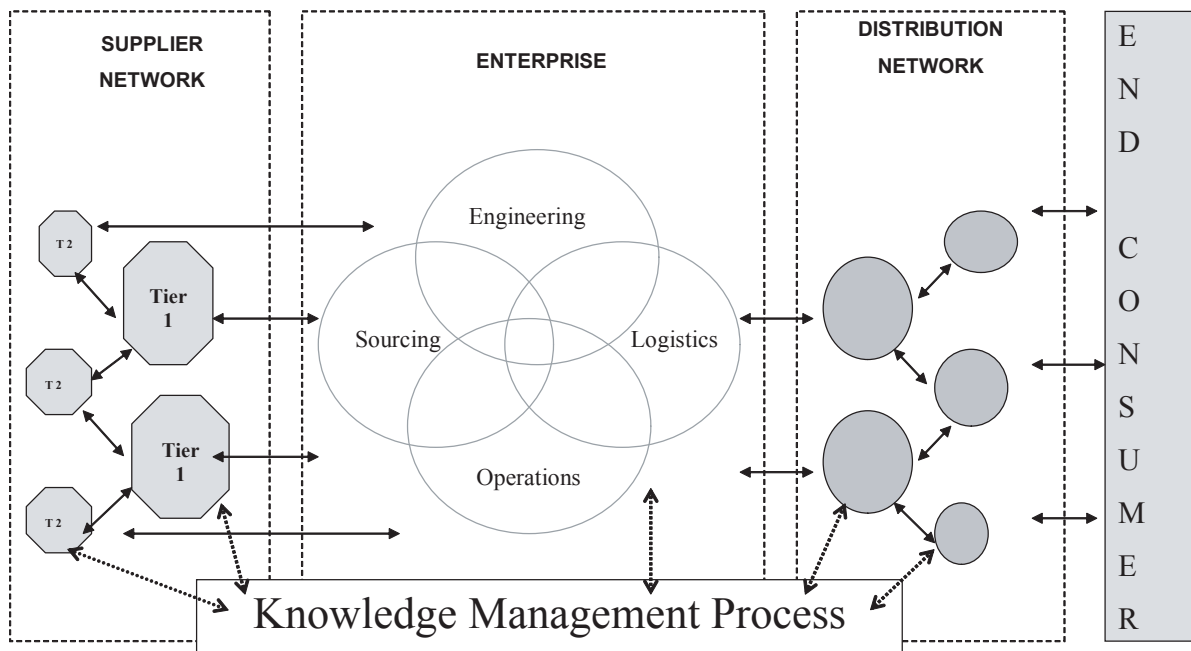 SUPPLIER
NETWORK
ENTERPRISE
DISTRIBUTION
NETWORK
E
N
D
C
O
N
S
U
M
E
R
T 2
Tier
1
T 2
Tier
1
T 2
Engineering
Sourcing
Logistics
Operations
Knowledge Management Process